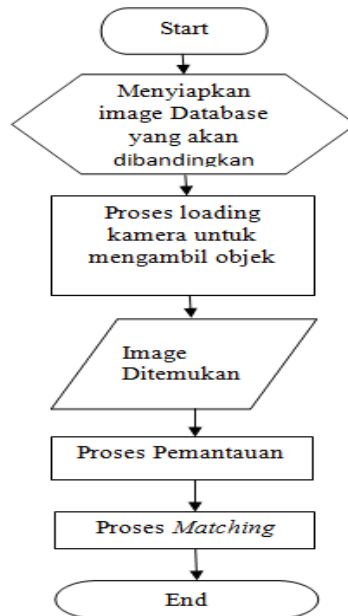 Start
Menyiapkan
image Database
yang akan
dibandingkan
Proses loading
kamera untuk
mengambil objek
Image
Ditemukan
Proses Pemantauan
Proses Matching
End